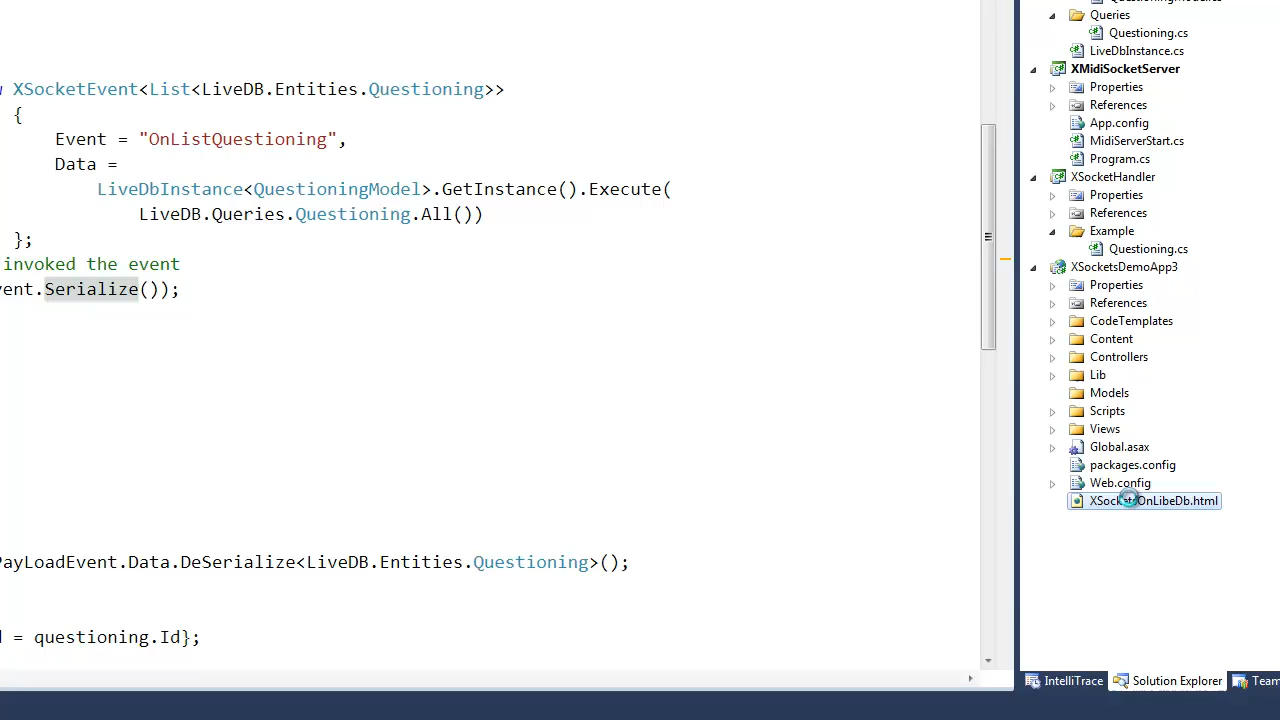 XSocketEvent<List<LiveDB.Entities.Questioning>>
{
Event = "OnListQuestioning",
Data =
LiveDbInstance<QuestioningModel>.GetInstance().Execute(
LiveDB.Queries.Questioning.All())
};
invoked the event
vent.Serialize());
PayLoadEvent.Data.DeSerialize<LiveDB.Entities.Questioning>();
= questioning.Id};
Queries
Questioning.cs
LiveDbInstance.cs
XMidiSocketServer
Properties
References
App.config
MidiServerStart.cs
Program.cs
XSocketHandler
Properties
References
Example
Questioning.cs
XSocketsDemoApp3
Properties
References
CodeTemplates
Content
Controllers
Lib
Models
Scripts
Views
Global.asax
packages.config
Web.config
IntelliTrace
Solution Explorer
Team